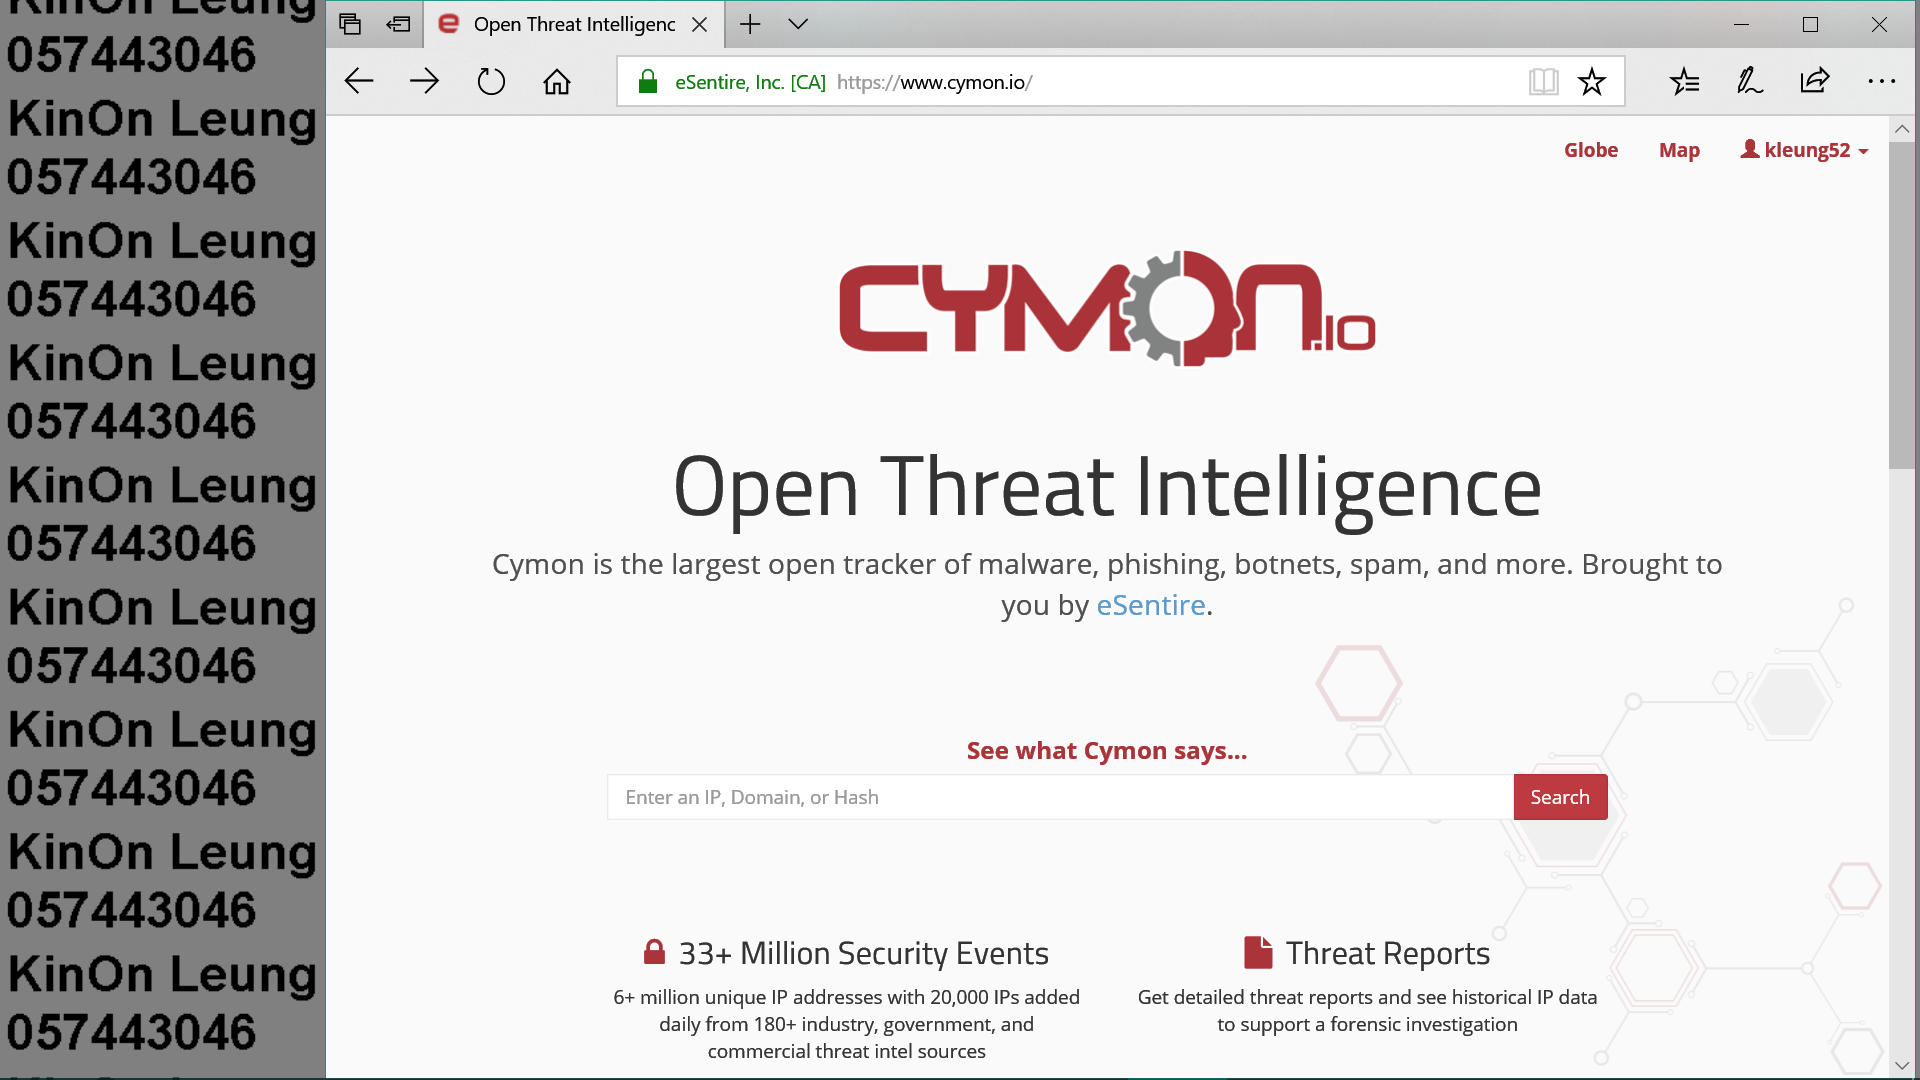 KinOn Leung
057443046
KinOn Leung
057443046
KinOn Leung
057443046
KinOn Leung
057443046
KinOn Leung
057443046
KinOn Leung
057443046
KinOn Leung
057443046
KinOn Leung
057443046
KinOn Leung
057443046
Open Threat Intelligenc
eSentire, Inc. [CA] https://www.cymon.io/
Globe Map kleung52
CYMON.IO
Open Threat Intelligence
Cymon is the largest open tracker of malware, phishing, botnets, spam, and more. Brought to
you by eSentire.
See what Cymon says...
Enter an IP, Domain, or Hash Search
33+ Million Security Events
6+ million unique IP addresses with 20,000 IPs added
daily from 180+ industry, government, and
commercial threat intel sources
Threat Reports
Get detailed threat reports and see historical IP data
to support a forensic investigation